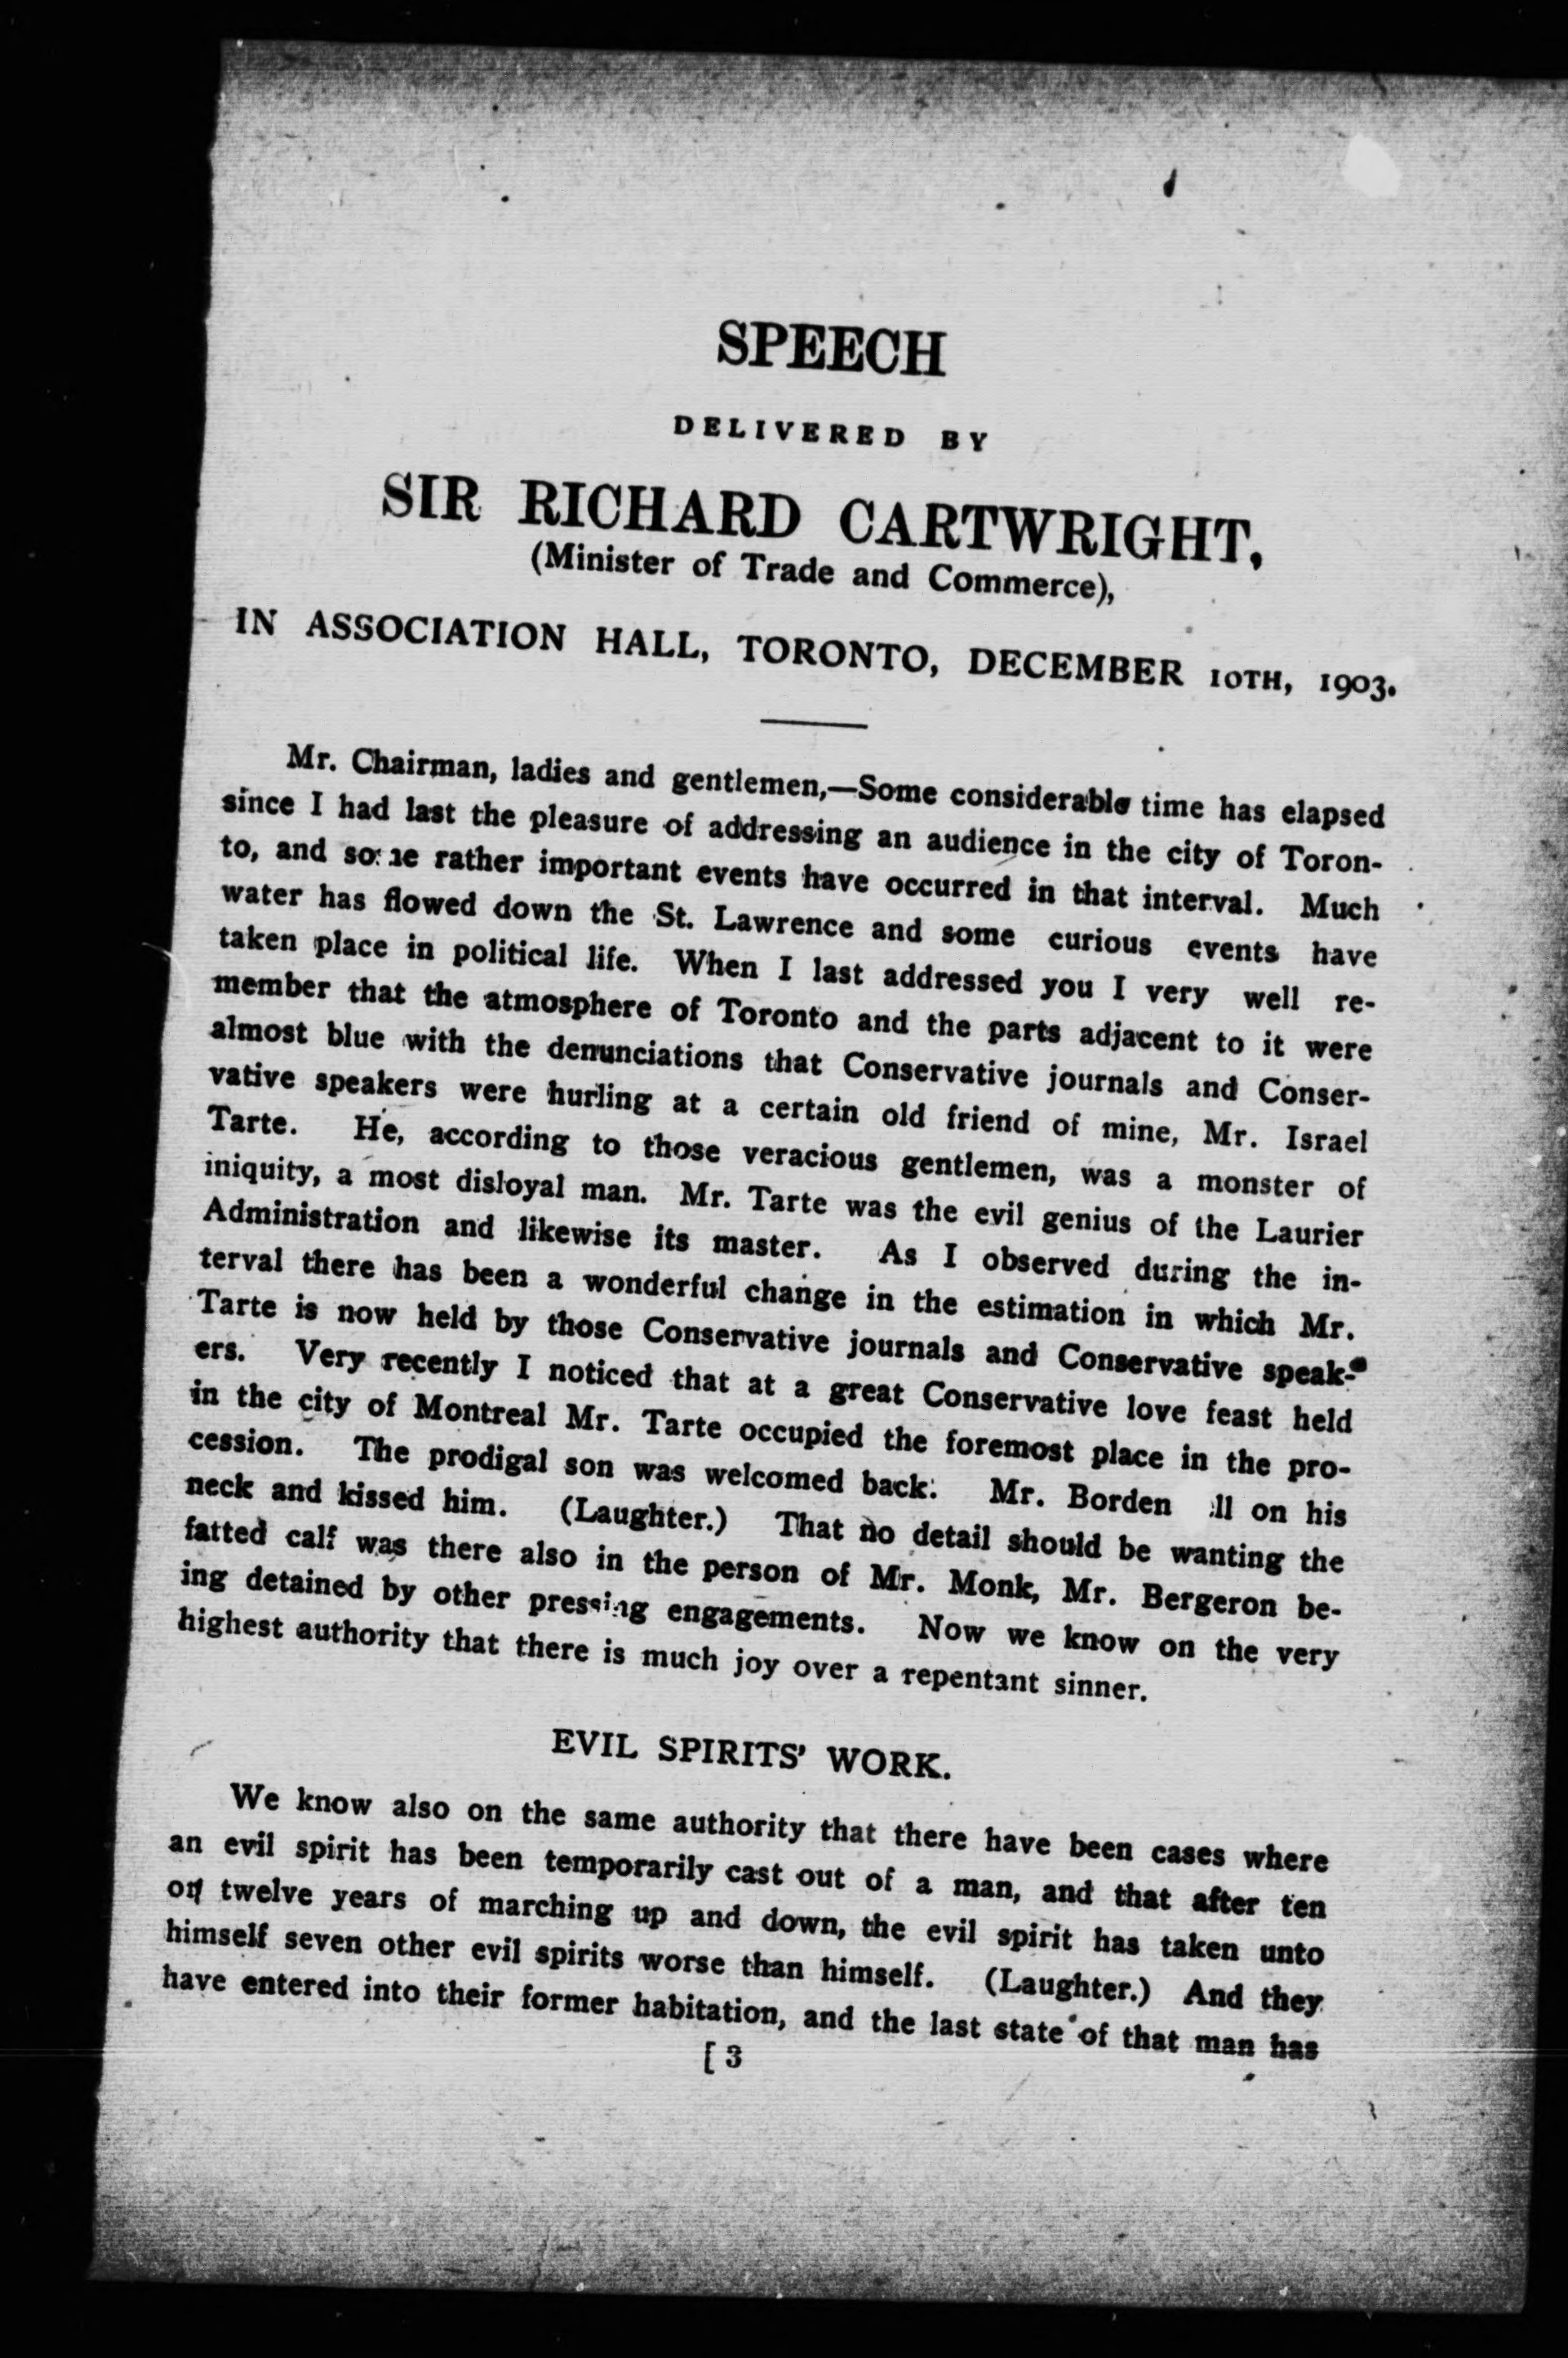 SPEECH
DELIVERED BY
SIR RICHARD CARTWRIGHT,
(Minister of Trade and Commerce),
IN ASSOCIATION HALL, TORONTO, DECEMBER 10TH, 1903.
Mr. Chairman, ladies and gentlemen,—Some considerable time has elapsed
since I had last the pleasure of addressing an audience in the city of Toron-
to, and some rather important events have occurred in that interval. Much
water has flowed down the St. Lawrence and some curious events have
taken place in political life. When I last addressed you I very well re-
member that the atmosphere of Toronto and the parts adjacent to it were
almost blue with the denunciations that Conservative journals and Conser-
vative speakers were hurling at a certain old friend of mine, Mr. Israel
Tarte. He, according to those veracious gentlemen, was a monster of
iniquity, a most disloyal man. Mr. Tarte was the evil genius of the Laurier
Administration and likewise its master. As I observed during the in-
terval there has been a wonderful change in the estimation in which Mr.
Tarte is now held by those Conservative journals and Conservative speak-
ers. Very recently I noticed that at a great Conservative love feast held
in the city of Montreal Mr. Tarte occupied the foremost place in the pro-
cession. The prodigal son was welcomed back. Mr. Borden ll on his
neck and kissed him. (Laughter.) That no detail should be wanting the
fatted calf was there also in the person of Mr. Monk, Mr. Bergeron be-
ing detained by other pressing engagements. Now we know on the very
highest authority that there is much joy over a repentant sinner.
EVIL SPIRITS' WORK.
We know also on the same authority that there have been cases where
an evil spirit has been temporarily cast out of a man, and that after ten
or twelve years of marching up and down, the evil spirit has taken unto
himself seven other evil spirits worse than himself. (Laughter.) And they
have entered into their former habitation, and the last state of that man has
[ 3